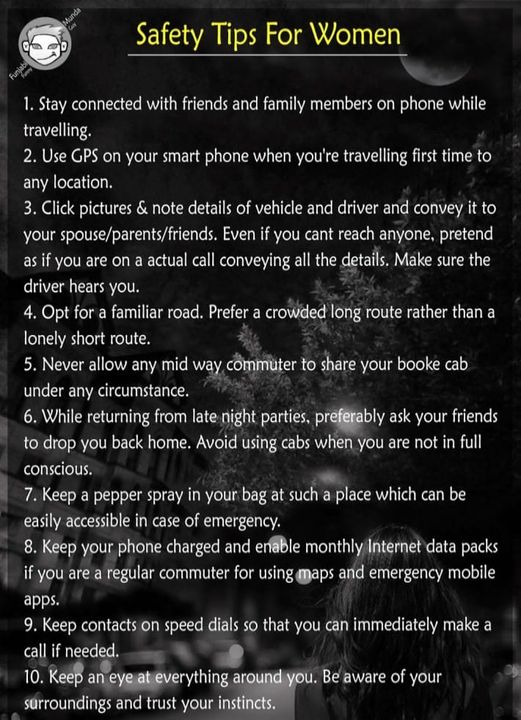 Punjabi Munda
Funny Guy
Safety Tips For Women
1. Stay connected with friends and family members on phone while
travelling.
2. Use GPS on your smart phone when you're travelling first time to
any location.
3. Click pictures & note details of vehicle and driver and convey it to
your spouse/parents/friends. Even if you cant reach anyone, pretend
as if you are on a actual call conveying all the details. Make sure the
driver hears you.
4. Opt for a familiar road. Prefer a crowded long route rather than a
lonely short route.
5. Never allow any mid way commuter to share your booke cab
under any circumstance.
6. While returning from late night parties, preferably ask your friends
to drop you back home. Avoid using cabs when you are not in full
conscious.
7. Keep a pepper spray in your bag at such a place which can be
easily accessible in case of emergency.
8. Keep your phone charged and enable monthly Internet data packs
if you are a regular commuter for using maps and emergency mobile
apps.
9. Keep contacts on speed dials so that you can immediately make a
call if needed.
10. Keep an eye at everything around you. Be aware of your
surroundings and trust your instincts.